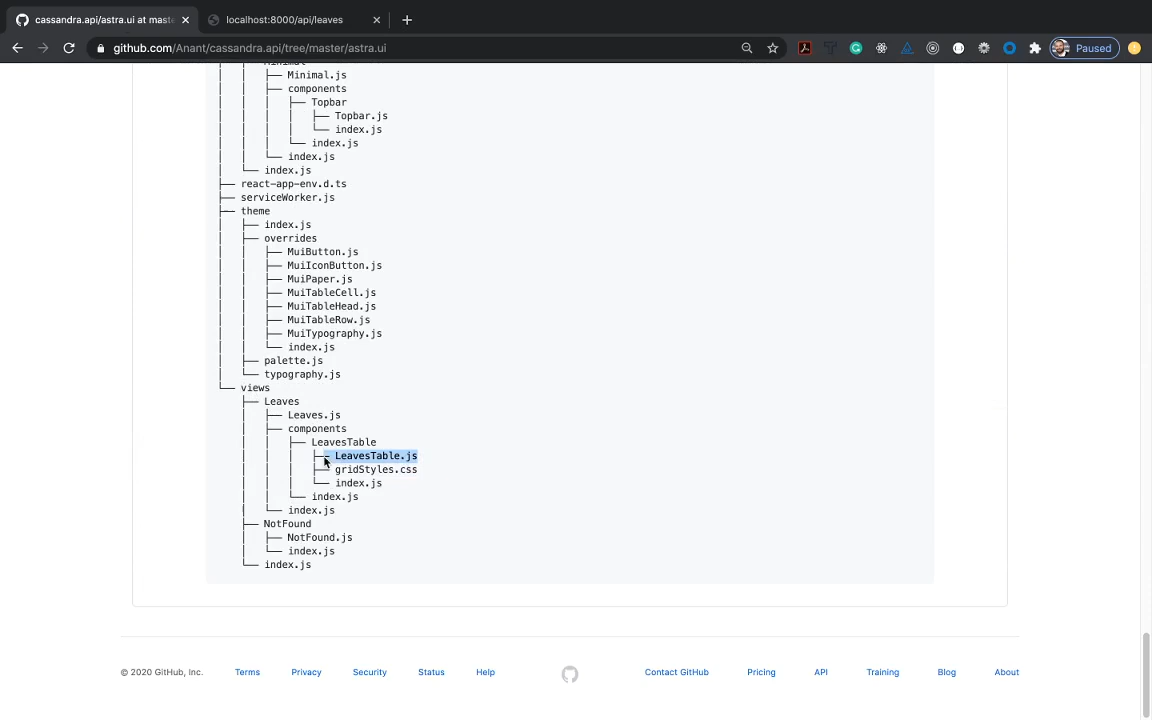 cassandra.api/astra.ui at maste
localhost:8000/api/leaves
github.com/Anant/cassandra.api/tree/master/astra.ui
Paused
Minimal
├── Minimal.js
├── components
├── Topbar
├── Topbar.js
└── index.js
└── index.js
└── index.js
└── index.js
├── react-app-env.d.ts
├── serviceWorker.js
├── theme
├── index.js
├── overrides
├── MuiButton.js
├── MuiIconButton.js
├── MuiPaper.js
├── MuiTableCell.js
├── MuiTableHead.js
├── MuiTableRow.js
├── MuiTypography.js
└── index.js
├── palette.js
└── typography.js
└── views
├── Leaves
├── Leaves.js
├── components
├── LeavesTable
├── LeavesTable.js
├── gridStyles.css
└── index.js
└── index.js
└── index.js
├── NotFound
├── NotFound.js
└── index.js
└── index.js
© 2020 GitHub, Inc. Terms Privacy Security Status Help Contact GitHub Pricing API Training Blog About